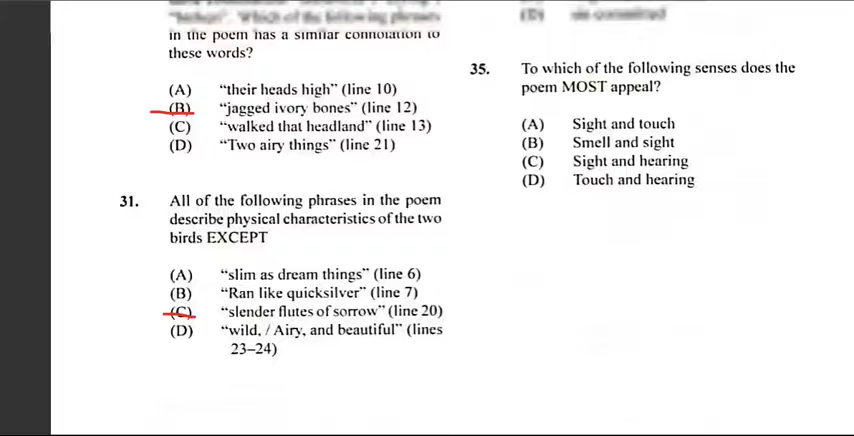 in the poem has a similar connotation to
these words?
(A) "their heads high" (line 10)
(B) "jagged ivory bones" (line 12)
(C) "walked that headland" (line 13)
(D) "Two airy things" (line 21)
31. All of the following phrases in the poem
describe physical characteristics of the two
birds EXCEPT
(A) "slim as dream things" (line 6)
(B) "Ran like quicksilver" (line 7)
(C) "slender flutes of sorrow" (line 20)
(D) "wild, / Airy, and beautiful" (lines
23–24)
35. To which of the following senses does the
poem MOST appeal?
(A) Sight and touch
(B) Smell and sight
(C) Sight and hearing
(D) Touch and hearing